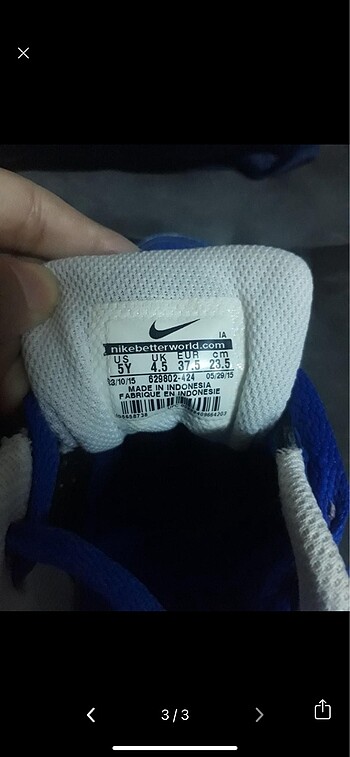 IA
nikebetterworld.com
US UK EUR cm
5Y 4.5 37.5 23.5
03/10/15 629802-424 05/29/15
MADE IN INDONESIA
FABRIQUE EN INDONESIE
3 / 3